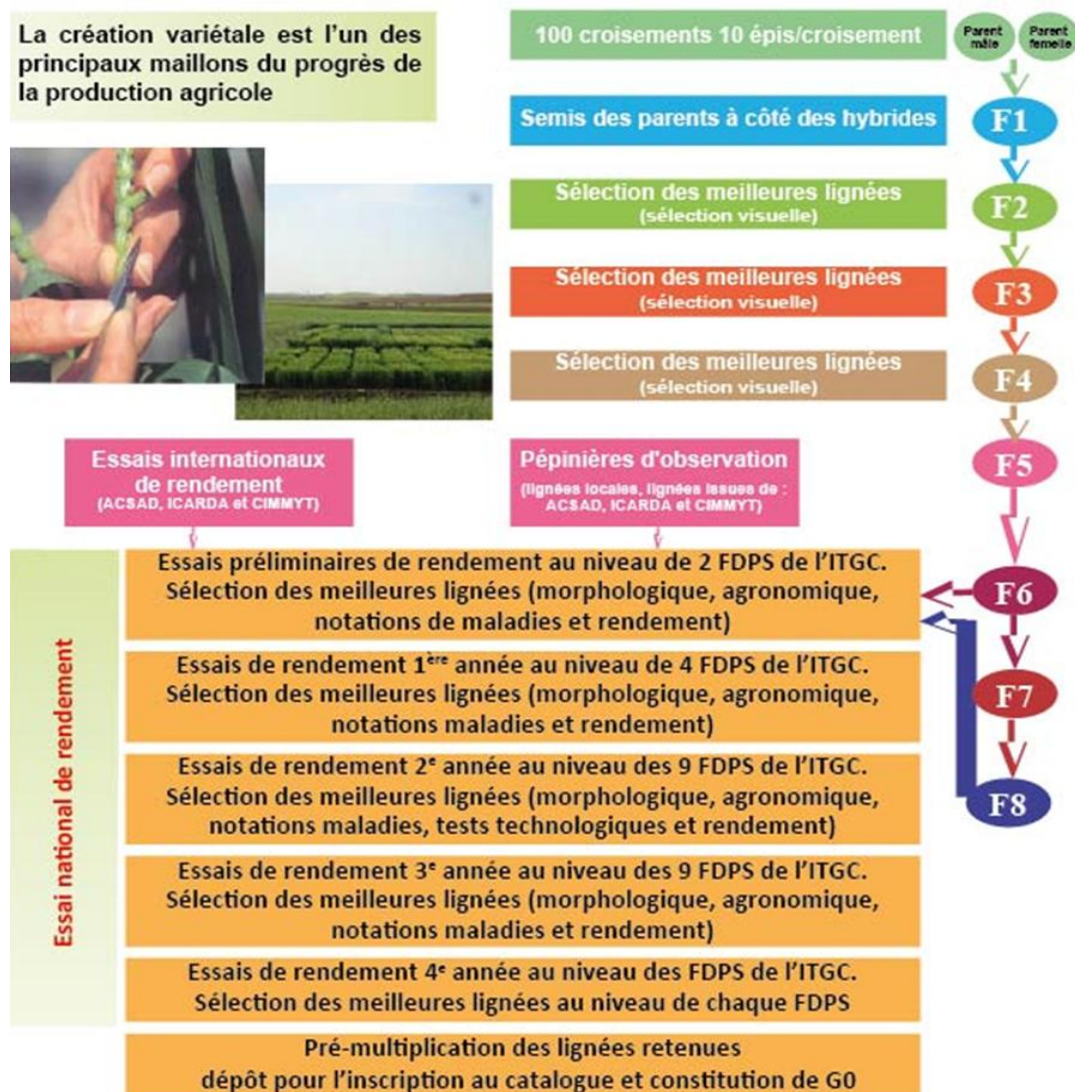 La création variétale est l'un des
principaux maillons du progrès de
la production agricole
100 croisements 10 épis/croisement
Parent
mâle
Parent
femelle
Semis des parents à côté des hybrides
F1
Sélection des meilleures lignées
(sélection visuelle)
F2
Sélection des meilleures lignées
(sélection visuelle)
F3
Sélection des meilleures lignées
(sélection visuelle)
F4
Essais internationaux
de rendement
(ACSAD, ICARDA et CIMMYT)
Pépinières d'observation
(lignées locales, lignées issues de :
ACSAD, ICARDA et CIMMYT)
F5
Essai national de rendement
Essais préliminaires de rendement au niveau de 2 FDPS de l'ITGC.
Sélection des meilleures lignées (morphologique, agronomique,
notations de maladies et rendement)
F6
Essais de rendement 1ère année au niveau de 4 FDPS de l'ITGC.
Sélection des meilleures lignées (morphologique, agronomique,
notations maladies et rendement)
F7
Essais de rendement 2e année au niveau des 9 FDPS de l'ITGC.
Sélection des meilleures lignées (morphologique, agronomique,
notations maladies, tests technologiques et rendement)
F8
Essais de rendement 3e année au niveau des 9 FDPS de l'ITGC.
Sélection des meilleures lignées (morphologique, agronomique,
notations maladies et rendement)
Essais de rendement 4e année au niveau des FDPS de l'ITGC.
Sélection des meilleures lignées au niveau de chaque FDPS
Pré-multiplication des lignées retenues
dépôt pour l'inscription au catalogue et constitution de G0